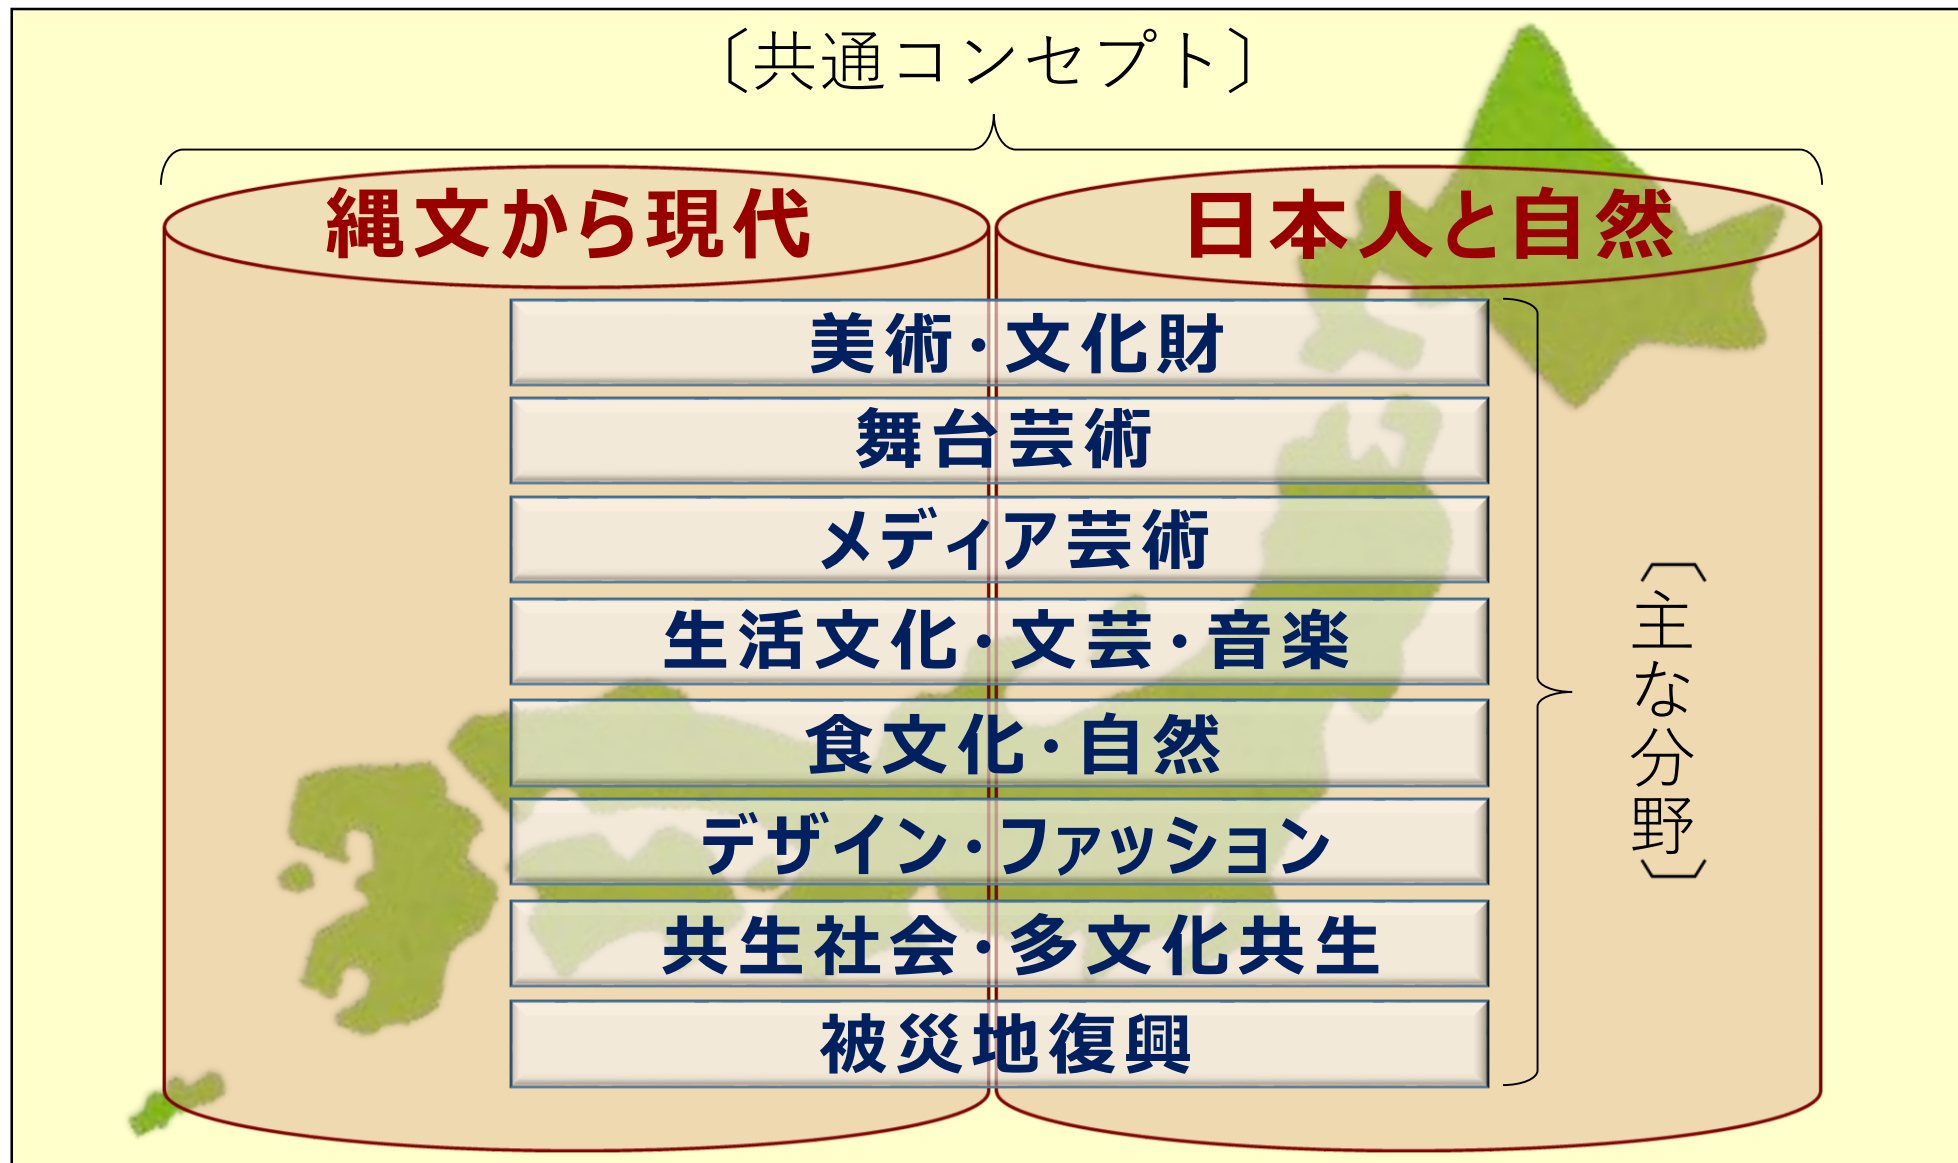 〔共通コンセプト〕
縄文から現代
日本人と自然
美術・文化財
舞台芸術
メディア芸術
生活文化・文芸・音楽
食文化・自然
デザイン・ファッション
共生社会・多文化共生
被災地復興
〔主な分野〕